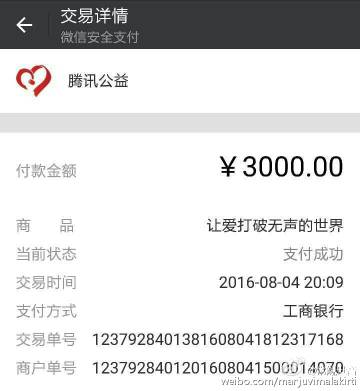 交易详情
微信安全支付
腾讯公益
付款金额 ￥3000.00
商 品 让爱打破无声的世界
当前状态 支付成功
交易时间 2016-08-04 20:09
支付方式 工商银行
交易单号 1237928401381608041812317168
商户单号 1237928401201608041500014070
weibo.com/marjuvimalakirti